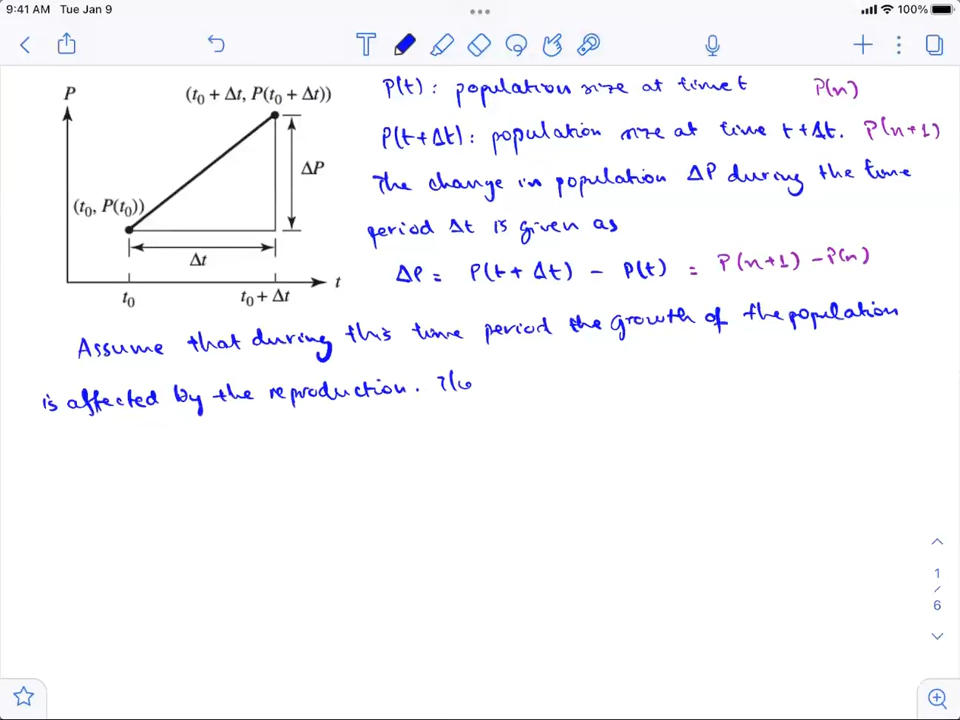 9:41 AM Tue Jan 9
100%
P
(t₀ + Δt, P(t₀ + Δt))
ΔP
(t₀, P(t₀))
Δt
t
t₀
t₀ + Δt
P(t): population size at time t P(n)
P(t+Δt): population size at time t+Δt. P(n+1)
The change in population ΔP during the time
period Δt is given as
ΔP = P(t + Δt) - P(t) = P(n+1) - P(n)
Assume that during this time period the growth of the population
is affected by the reproduction.
1
/
6